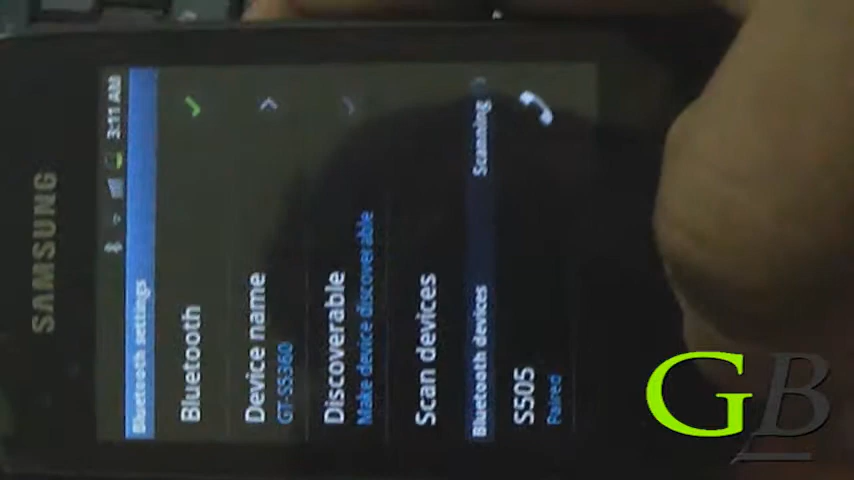 SAMSUNG
3:11 AM
Bluetooth settings
Bluetooth
Device name
GT-S5360
Discoverable
Make device discoverable
Scan devices
Bluetooth devices Scanning
S505
Paired
GB